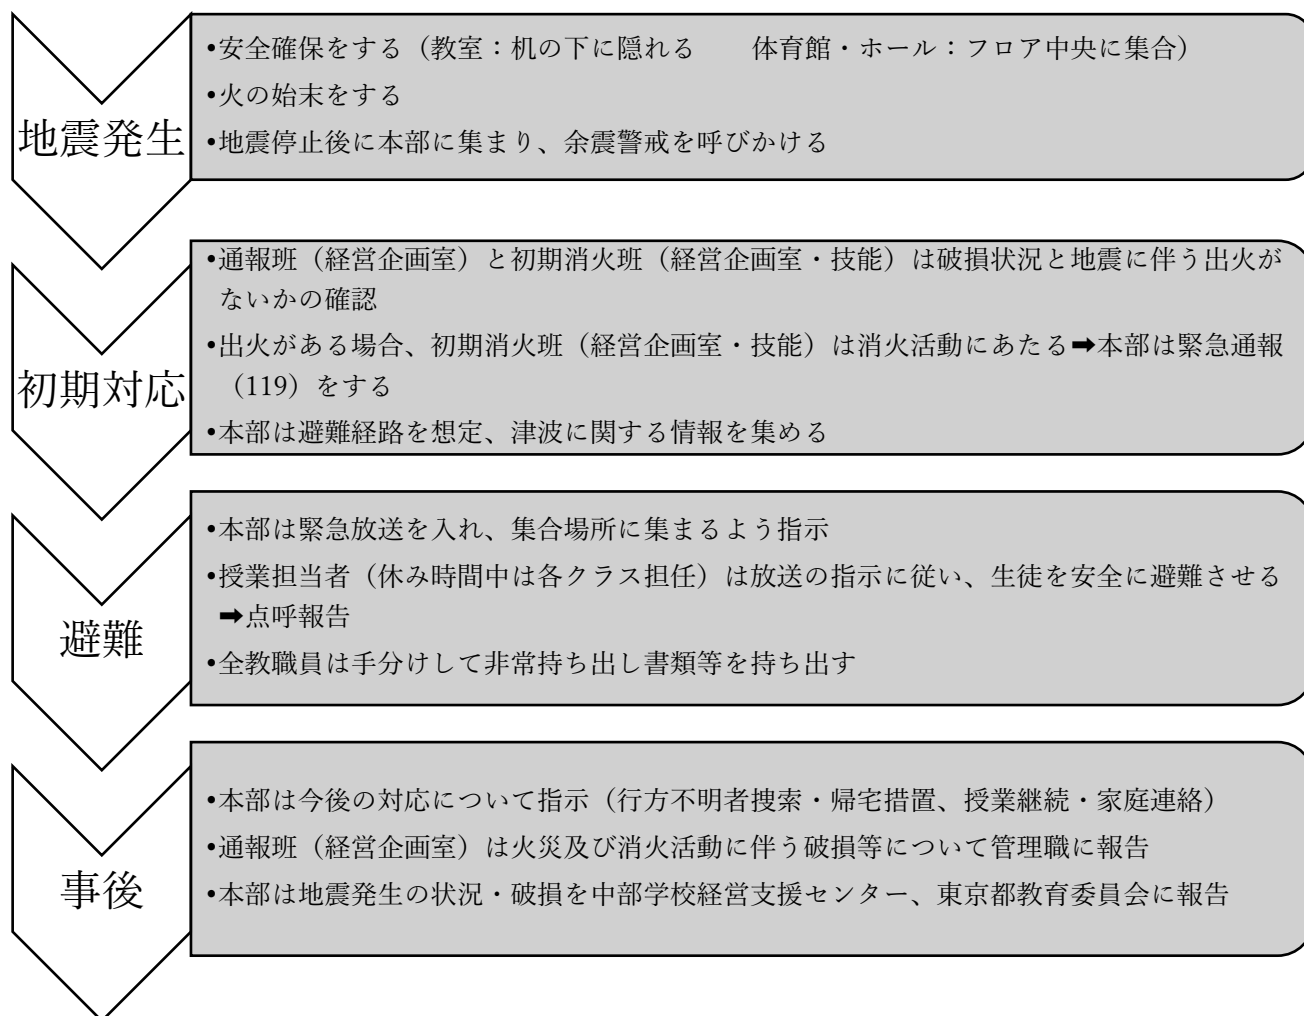 地震発生
•安全確保をする（教室：机の下に隠れる　　体育館・ホール：フロア中央に集合）
•火の始末をする
•地震停止後に本部に集まり、余震警戒を呼びかける
初期対応
•通報班（経営企画室）と初期消火班（経営企画室・技能）は破損状況と地震に伴う出火が
ないかの確認
•出火がある場合、初期消火班（経営企画室・技能）は消火活動にあたる➡本部は緊急通報
（119）をする
•本部は避難経路を想定、津波に関する情報を集める
避難
•本部は緊急放送を入れ、集合場所に集まるよう指示
•授業担当者（休み時間中は各クラス担任）は放送の指示に従い、生徒を安全に避難させる
➡点呼報告
•全教職員は手分けして非常持ち出し書類等を持ち出す
事後
•本部は今後の対応について指示（行方不明者捜索・帰宅措置、授業継続・家庭連絡）
•通報班（経営企画室）は火災及び消火活動に伴う破損等について管理職に報告
•本部は地震発生の状況・破損を中部学校経営支援センター、東京都教育委員会に報告